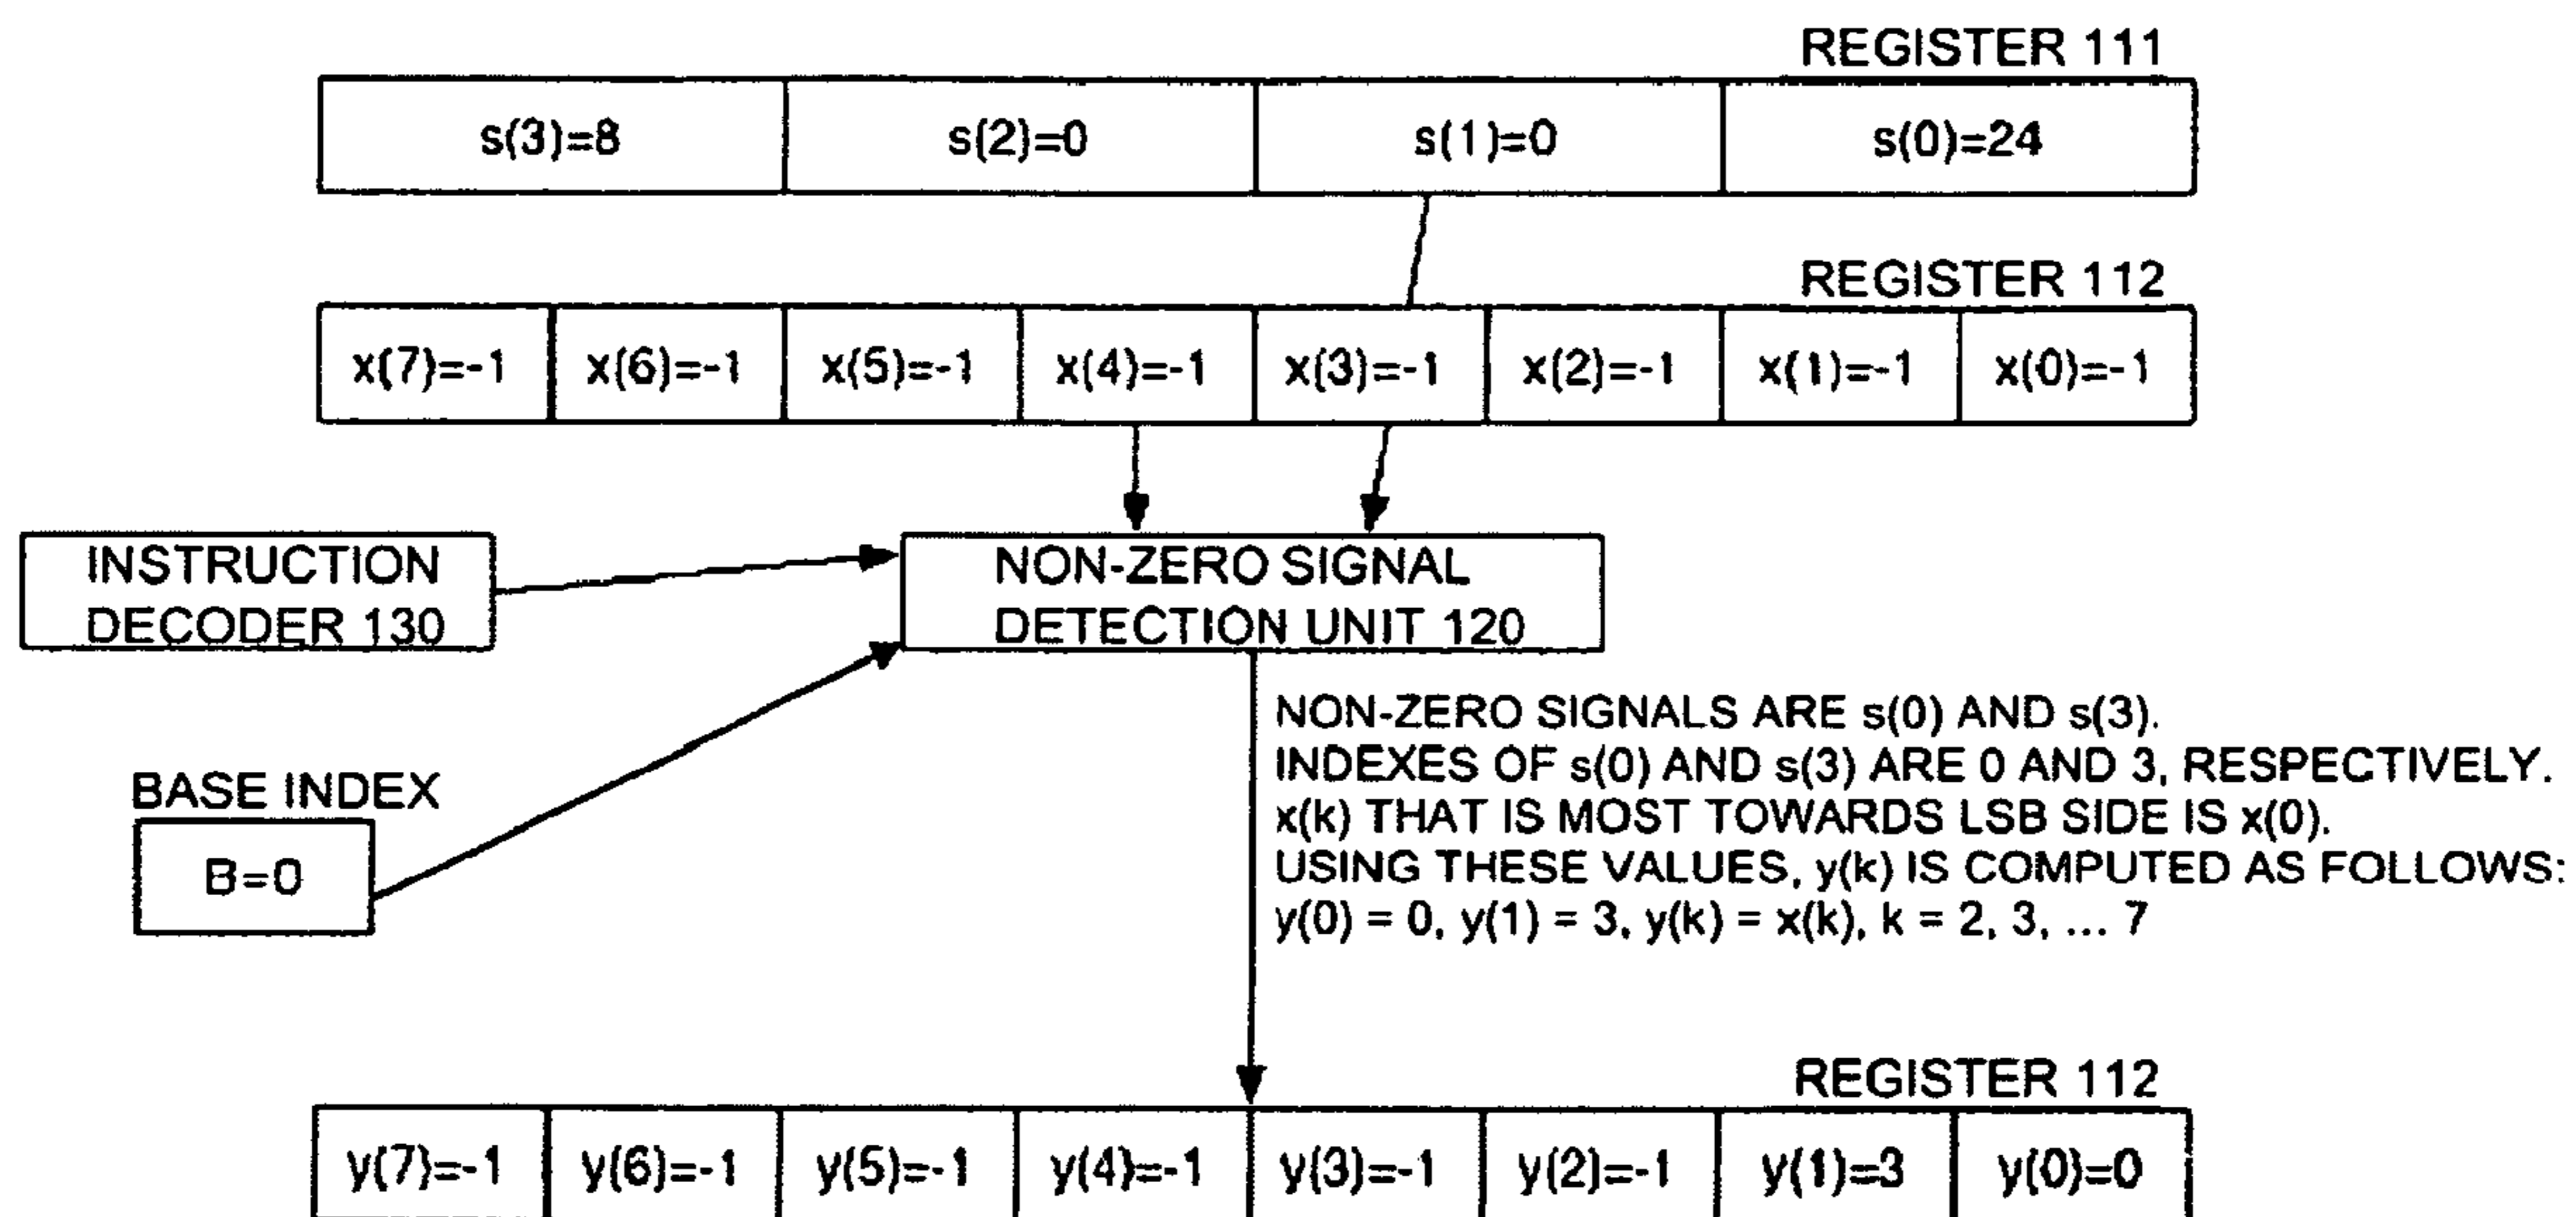 REGISTER 111
s(3)=8 s(2)=0 s(1)=0 s(0)=24
REGISTER 112
x(7)=-1 x(6)=-1 x(5)=-1 x(4)=-1 x(3)=-1 x(2)=-1 x(1)=-1 x(0)=-1
INSTRUCTION
DECODER 130
NON-ZERO SIGNAL
DETECTION UNIT 120
BASE INDEX
B=0
NON-ZERO SIGNALS ARE s(0) AND s(3).
INDEXES OF s(0) AND s(3) ARE 0 AND 3, RESPECTIVELY.
x(k) THAT IS MOST TOWARDS LSB SIDE IS x(0).
USING THESE VALUES, y(k) IS COMPUTED AS FOLLOWS:
y(0) = 0, y(1) = 3, y(k) = x(k), k = 2, 3, ... 7
REGISTER 112
y(7)=-1 y(6)=-1 y(5)=-1 y(4)=-1 y(3)=-1 y(2)=-1 y(1)=3 y(0)=0